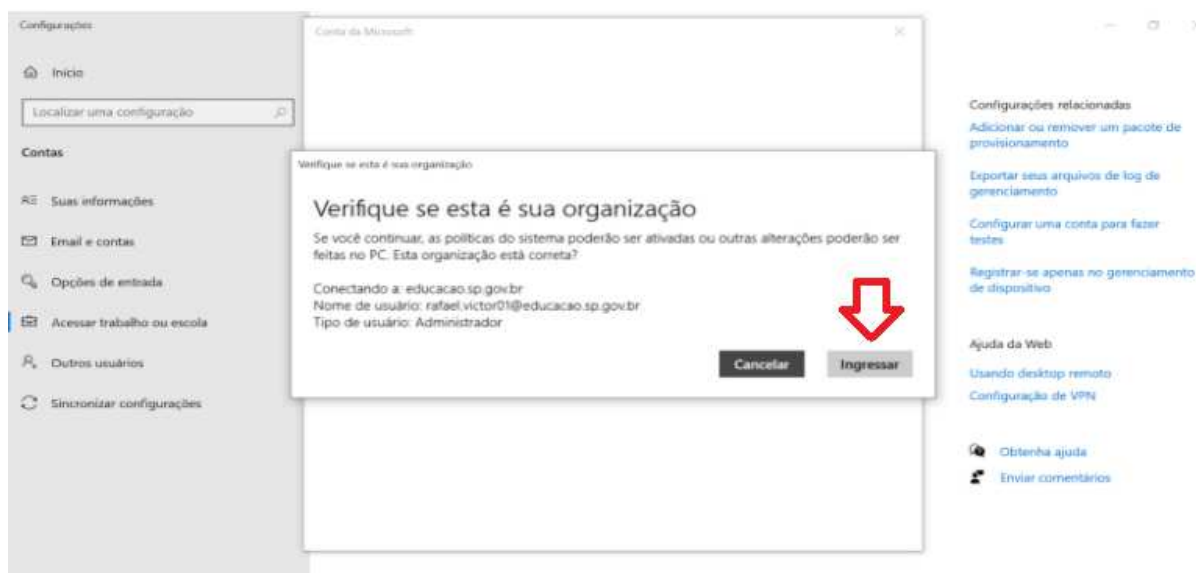 Configurações
Início
Localizar uma configuração
Contas
Suas informações
Email e contas
Opções de entrada
Acessar trabalho ou escola
Outros usuários
Sincronizar configurações
Conta da Microsoft
Verifique se esta é sua organização
Verifique se esta é sua organização
Se você continuar, as políticas do sistema poderão ser ativadas ou outras alterações poderão ser
feitas no PC. Esta organização está correta?
Conectando a: educacao.sp.gov.br
Nome de usuário: rafael.victor01@educacao.sp.gov.br
Tipo de usuário: Administrador
Cancelar
Ingressar
Configurações relacionadas
Adicionar ou remover um pacote de
provisionamento
Exportar seus arquivos de log de
gerenciamento
Configurar uma conta para fazer
testes
Registrar-se apenas no gerenciamento
de dispositivo
Ajuda da Web
Usando desktop remoto
Configuração de VPN
Obtenha ajuda
Enviar comentários